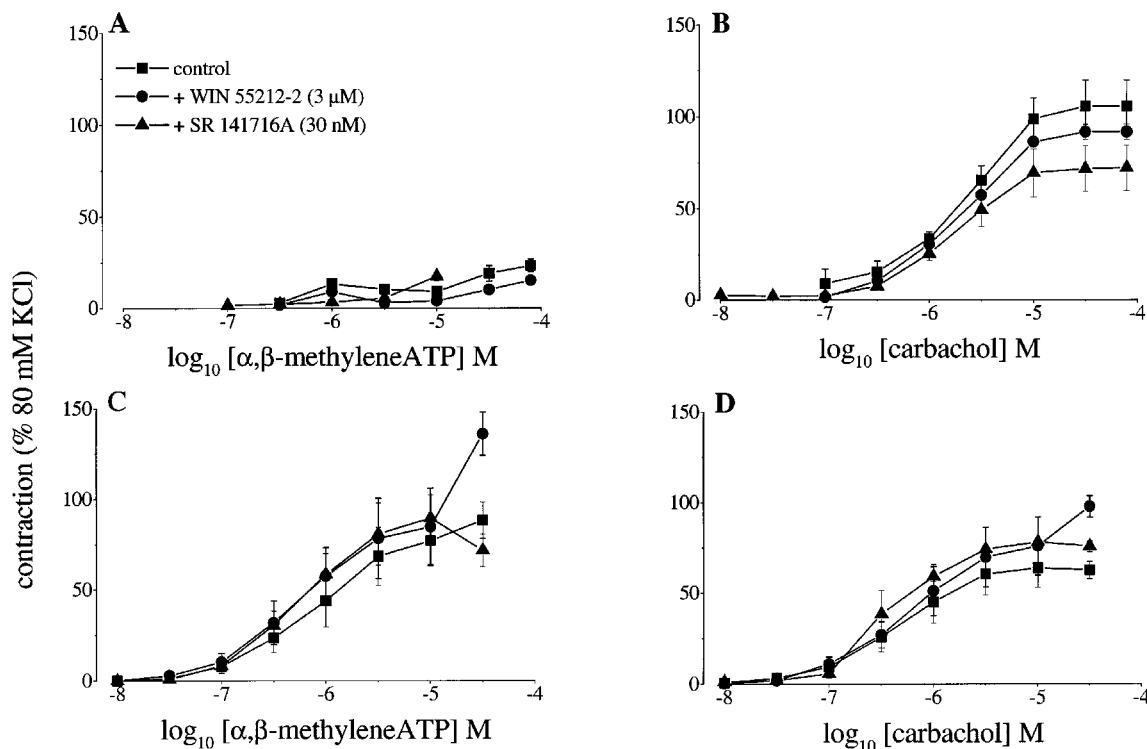 A
150
100
50
0
control
+ WIN 55212-2 (3 µM)
+ SR 141716A (30 nM)
-8 -7 -6 -5 -4
log₁₀ [α,β-methyleneATP] M
B
150
100
50
0
-8 -7 -6 -5 -4
log₁₀ [carbachol] M
contraction (% 80 mM KCl)
C
150
100
50
0
-8 -7 -6 -5 -4
log₁₀ [α,β-methyleneATP] M
D
150
100
50
0
-8 -7 -6 -5 -4
log₁₀ [carbachol] M